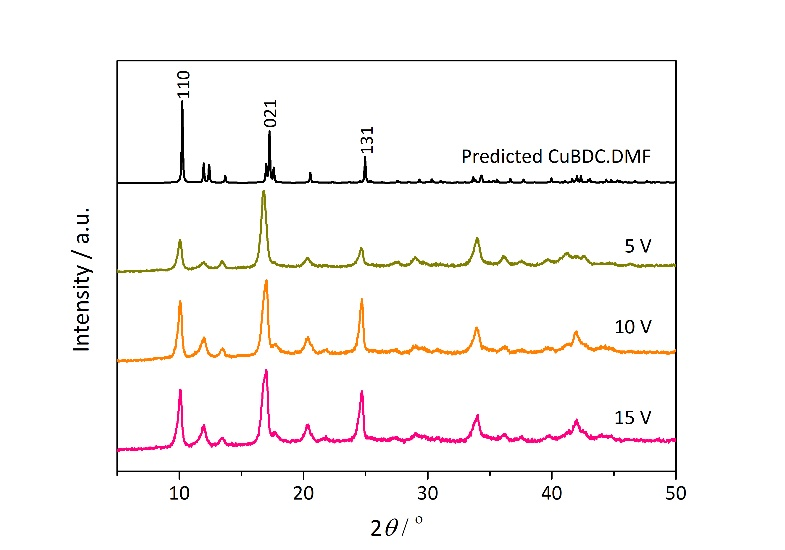 110
021
131
Predicted CuBDC.DMF
5 V
10 V
15 V
Intensity / a.u.
10 20 30 40 50
2θ / °